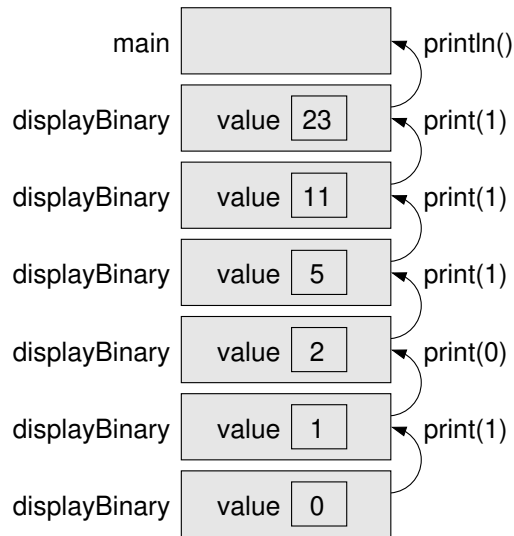 main println()
displayBinary value 23 print(1)
displayBinary value 11 print(1)
displayBinary value 5 print(1)
displayBinary value 2 print(0)
displayBinary value 1 print(1)
displayBinary value 0